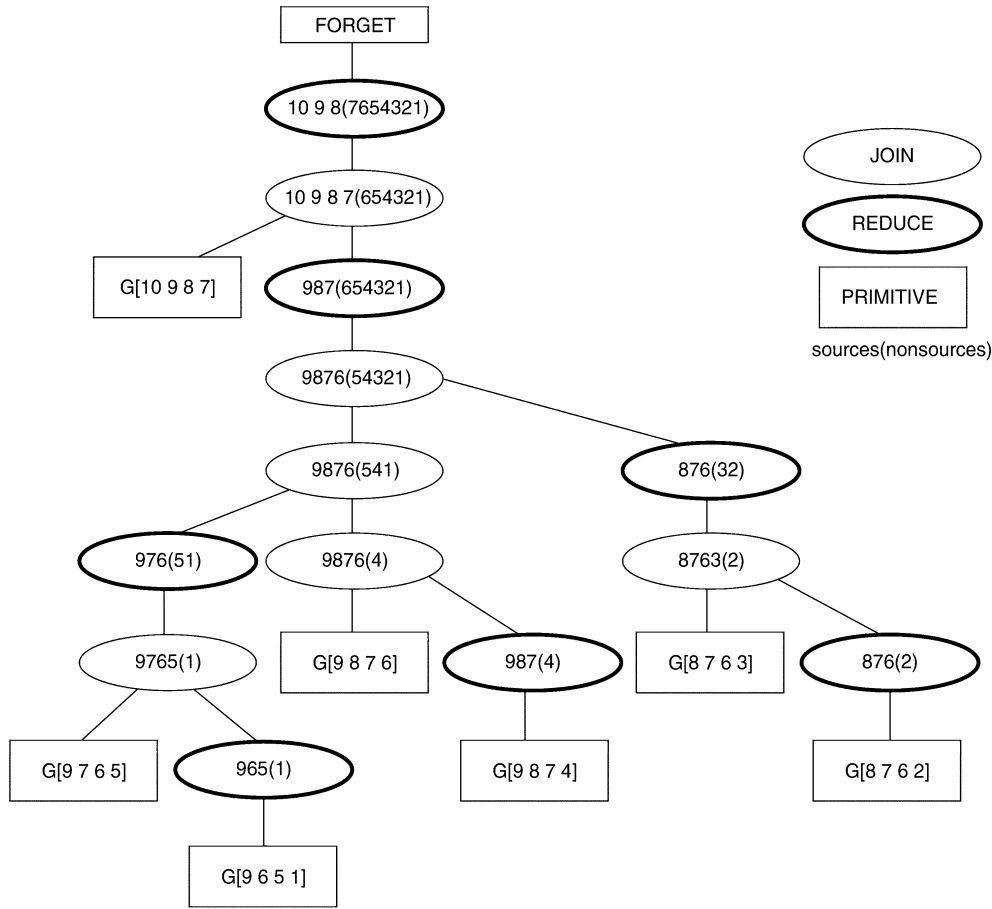 FORGET
10 9 8(7654321)
JOIN
10 9 8 7(654321)
REDUCE
G[10 9 8 7]
987(654321)
PRIMITIVE
sources(nonsources)
9876(54321)
9876(541)
876(32)
976(51)
9876(4)
8763(2)
9765(1)
G[9 8 7 6]
987(4)
G[8 7 6 3]
876(2)
G[9 7 6 5]
965(1)
G[9 8 7 4]
G[8 7 6 2]
G[9 6 5 1]